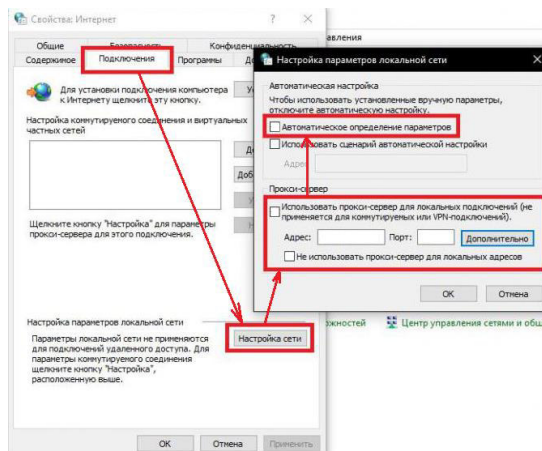 Свойства: Интернет
Общие Безопасность Конфиденциальность
Содержимое Подключения Программы
Для установки подключения компьютера
к Интернету щелкните эту кнопку.
Настройка коммутируемого соединения и виртуальных
частных сетей
Доб
Щелкните кнопку "Настройка" для параметры
прокси-сервера для этого подключения.
Настройка параметров локальной сети
Параметры локальной сети не применяются
для подключений удаленного доступа. Для
параметры коммутируемого соединения
щелкните кнопку "Настройка",
расположенную выше.
Настройка сети
ОК Отмена Применить
авления
Настройка параметров локальной сети
Автоматическая настройка
Чтобы использовать установленные вручную параметры,
отключите автоматическую настройку.
Автоматическое определение параметров
Использовать сценарий автоматической настройки
Адрес
Прокси-сервер
Использовать прокси-сервер для локальных подключений (не
применяется для коммутируемых или VPN-подключений).
Адрес: Порт: Дополнительно
Не использовать прокси-сервер для локальных адресов
ОК Отмена
ожностей Центр управления сетями и общ